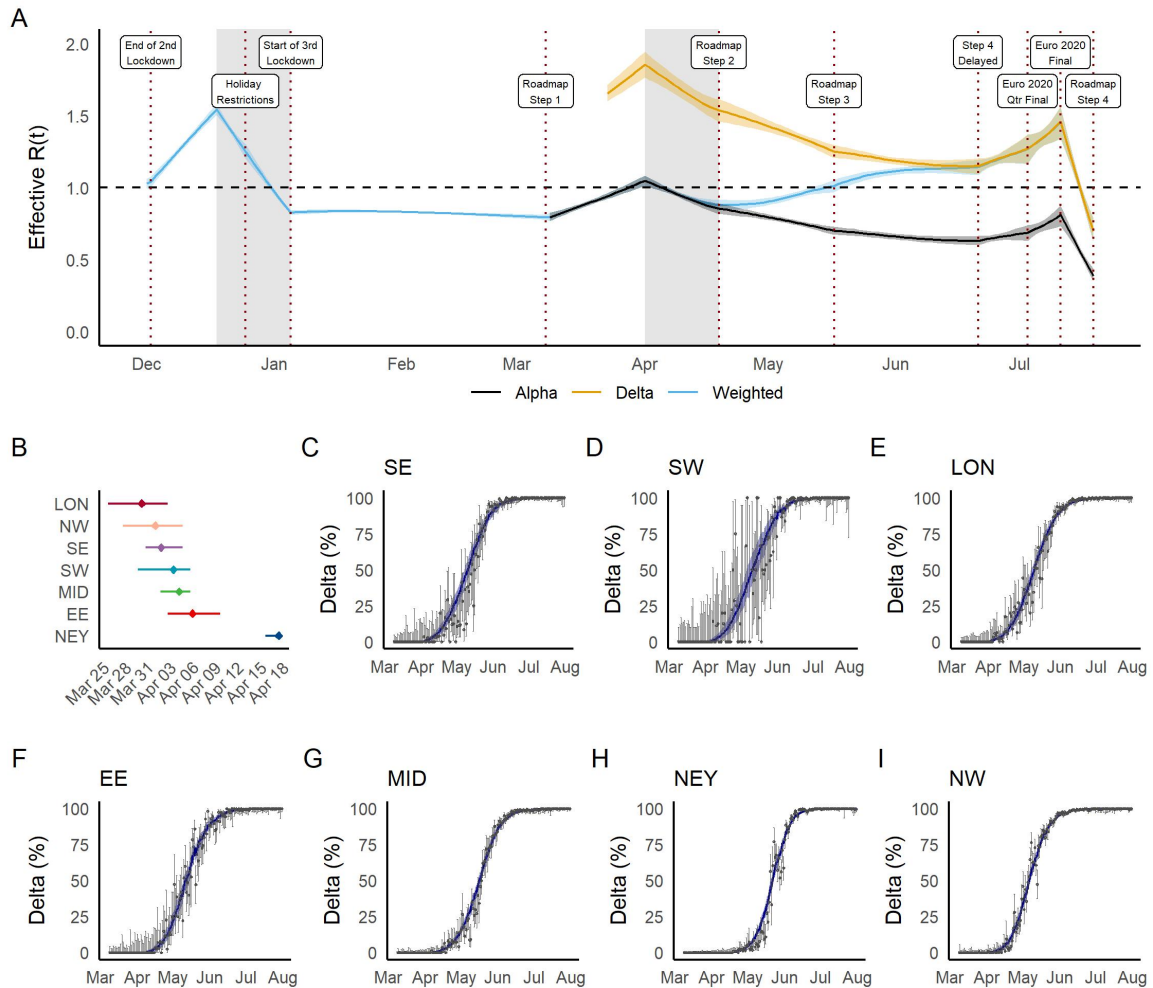 A
2.0
1.5
1.0
0.5
0.0
Effective R(t)
End of 2nd
Lockdown
Holiday
Restrictions
Start of 3rd
Lockdown
Roadmap
Step 1
Roadmap
Step 2
Roadmap
Step 3
Step 4
Delayed
Euro 2020
Qtr Final
Euro 2020
Final
Roadmap
Step 4
Dec Jan Feb Mar Apr May Jun Jul
Alpha Delta Weighted
B
LON
NW
SE
SW
MID
EE
NEY
Mar 25
Mar 28
Mar 31
Apr 03
Apr 06
Apr 09
Apr 12
Apr 15
Apr 18
C
SE
Delta (%)
100
75
50
25
0
Mar Apr May Jun Jul Aug
D
SW
Delta (%)
100
75
50
25
0
Mar Apr May Jun Jul Aug
E
LON
Delta (%)
100
75
50
25
0
Mar Apr May Jun Jul Aug
F
EE
Delta (%)
100
75
50
25
0
Mar Apr May Jun Jul Aug
G
MID
Delta (%)
100
75
50
25
0
Mar Apr May Jun Jul Aug
H
NEY
Delta (%)
100
75
50
25
0
Mar Apr May Jun Jul Aug
I
NW
Delta (%)
100
75
50
25
0
Mar Apr May Jun Jul Aug